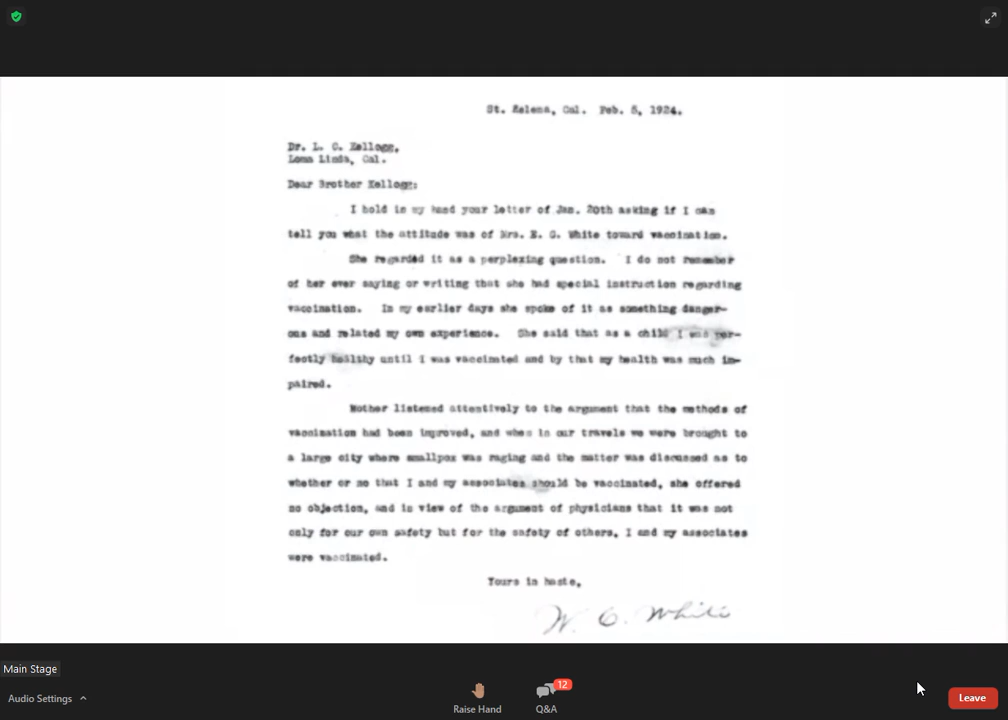 St. Helena, Cal. Feb. 5, 1924.
Dr. L. C. Kellogg,
Loma Linda, Cal.
Dear Brother Kellogg:
I hold in my hand your letter of Jan. 20th asking if I can
tell you what the attitude was of Mrs. E. G. White toward vaccination.
She regarded it as a perplexing question. I do not remember
of her ever saying or writing that she had special instruction regarding
vaccination. In my earlier days she spoke of it as something danger-
ous and related my own experience. She said that as a child I was per-
fectly healthy until I was vaccinated and by that my health was much im-
paired.
Mother listened attentively to the argument that the methods of
vaccination had been improved, and when in our travels we were brought to
a large city where smallpox was raging and the matter was discussed as to
whether or no that I and my associates should be vaccinated, she offered
no objection, and in view of the argument of physicians that it was not
only for our own safety but for the safety of others, I and my associates
were vaccinated.
Yours in haste,
W. C. White
Main Stage
Audio Settings
Raise Hand
12
Q&A
Leave